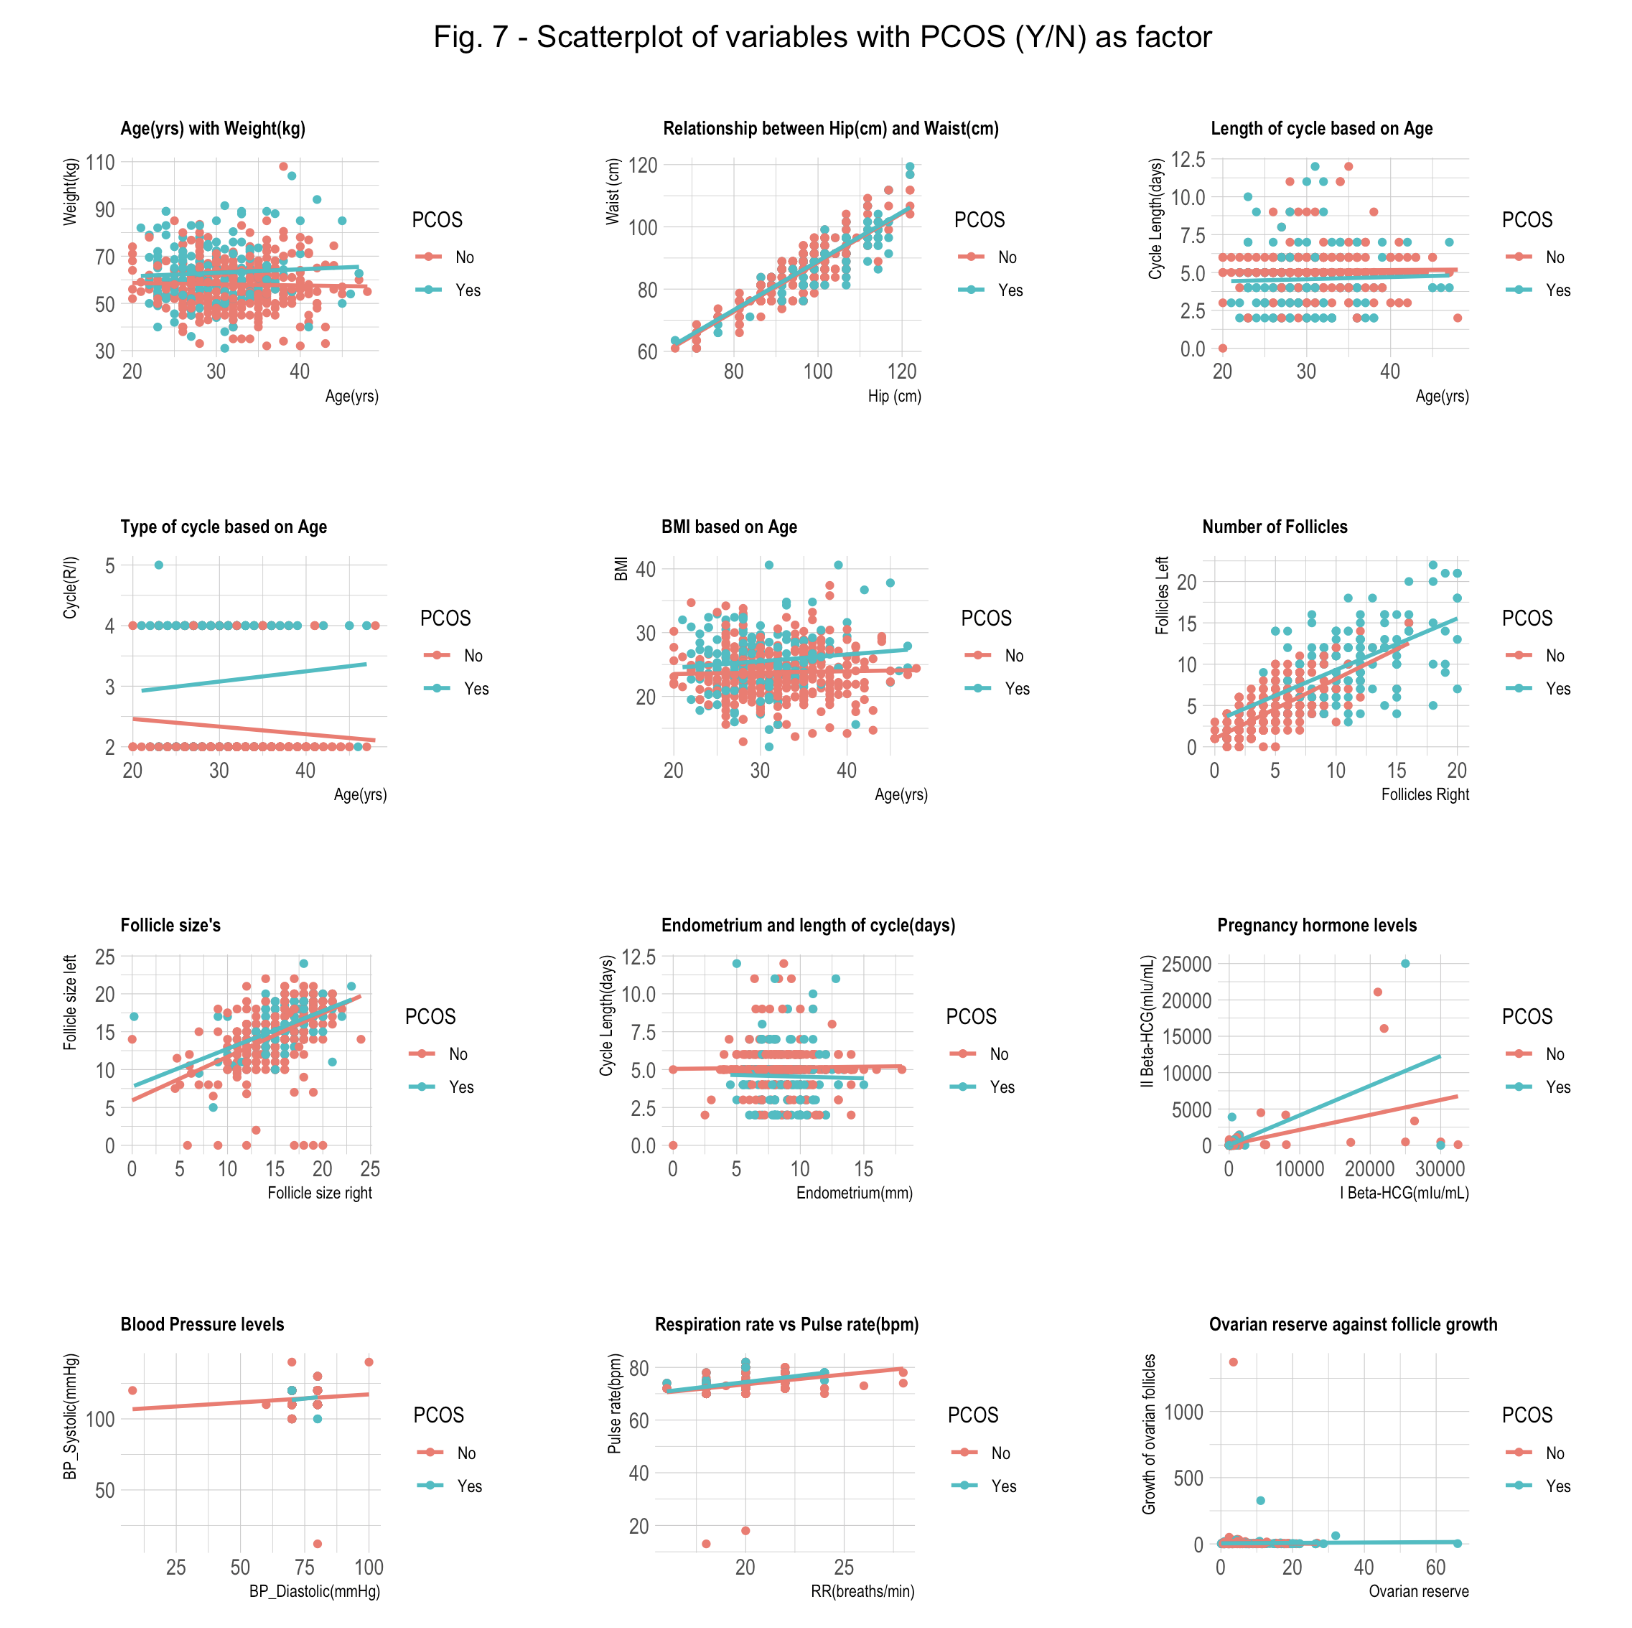 Fig. 7 - Scatterplot of variables with PCOS (Y/N) as factor
Age(yrs) with Weight(kg)
Weight(kg)
110
90
70
50
30
20 30 40
Age(yrs)
PCOS
No
Yes
Relationship between Hip(cm) and Waist(cm)
Waist (cm)
120
100
80
60
80 100 120
Hip (cm)
PCOS
No
Yes
Length of cycle based on Age
Cycle Length(days)
12.5
10.0
7.5
5.0
2.5
0.0
20 30 40
Age(yrs)
PCOS
No
Yes
Type of cycle based on Age
Cycle(R/I)
5
4
3
2
20 30 40
Age(yrs)
PCOS
No
Yes
BMI based on Age
BMI
40
30
20
20 30 40
Age(yrs)
PCOS
No
Yes
Number of Follicles
Follicles Left
20
15
10
5
0
0 5 10 15 20
Follicles Right
PCOS
No
Yes
Follicle size's
Follicle size left
25
20
15
10
5
0
0 5 10 15 20 25
Follicle size right
PCOS
No
Yes
Endometrium and length of cycle(days)
Cycle Length(days)
12.5
10.0
7.5
5.0
2.5
0.0
0 5 10 15
Endometrium(mm)
PCOS
No
Yes
Pregnancy hormone levels
II Beta-HCG(mIu/mL)
25000
20000
15000
10000
5000
0
0 10000 20000 30000
I Beta-HCG(mIu/mL)
PCOS
No
Yes
Blood Pressure levels
BP_Systolic(mmHg)
100
50
25 50 75 100
BP_Diastolic(mmHg)
PCOS
No
Yes
Respiration rate vs Pulse rate(bpm)
Pulse rate(bpm)
80
60
40
20
20 25
RR(breaths/min)
PCOS
No
Yes
Ovarian reserve against follicle growth
Growth of ovarian follicles
1000
500
0
0 20 40 60
Ovarian reserve
PCOS
No
Yes